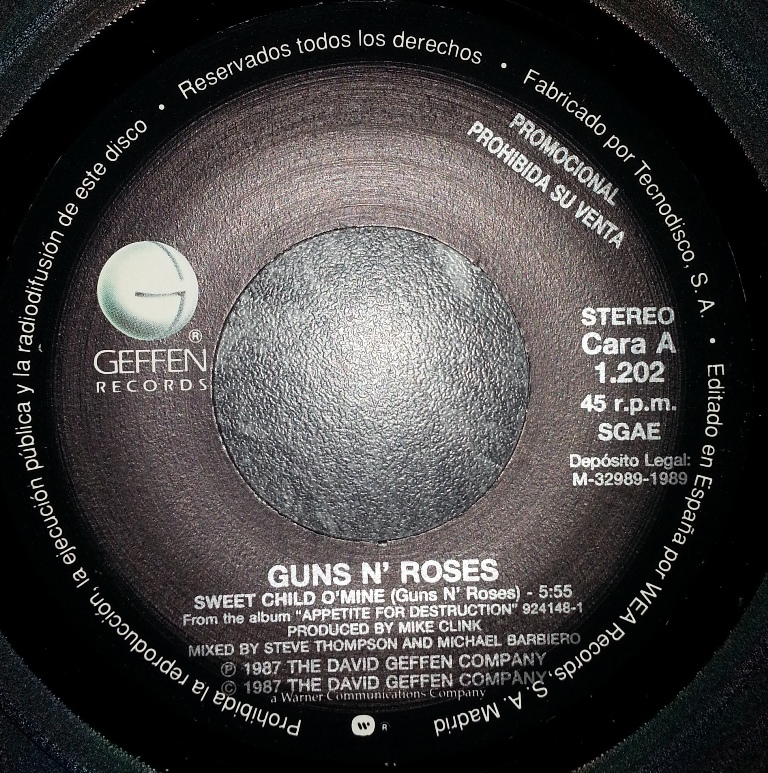 Reservados todos los derechos • Fabricado por Tecnodisco, S. A. • Editado en España por WEA Records, S. A. Madrid
Prohibida la reproducción, la ejecución pública y la radiodifusión de este disco •
PROMOCIONAL
PROHIBIDA SU VENTA
GEFFEN®
RECORDS
STEREO
Cara A
1.202
45 r.p.m.
SGAE
Depósito Legal:
M-32989-1989
GUNS N' ROSES
SWEET CHILD O'MINE (Guns N' Roses) - 5:55
From the album "APPETITE FOR DESTRUCTION" 924148-1
PRODUCED BY MIKE CLINK
MIXED BY STEVE THOMPSON AND MICHAEL BARBIERO
℗ 1987 THE DAVID GEFFEN COMPANY
© 1987 THE DAVID GEFFEN COMPANY.
a Warner Communications Company
®